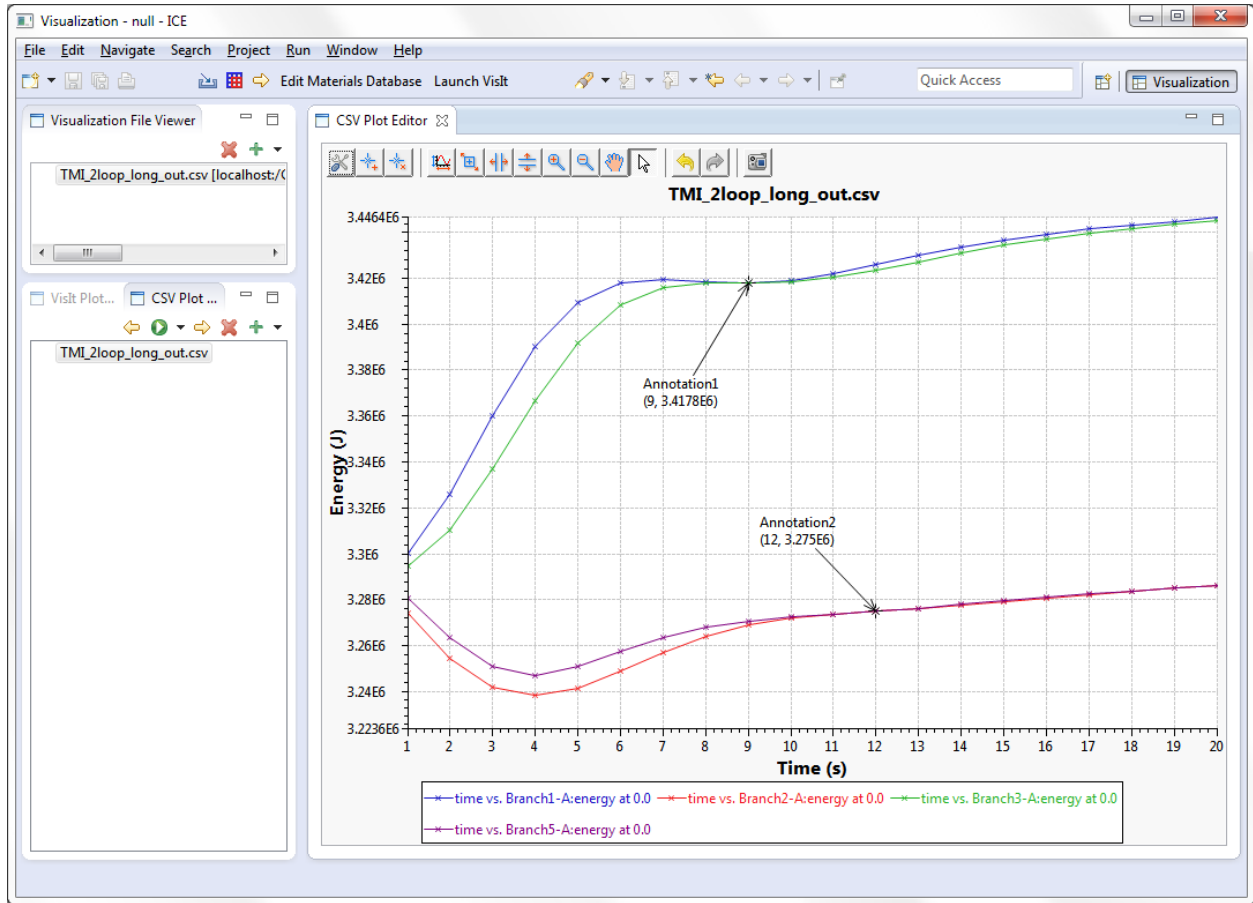 Visualization - null - ICE
File Edit Navigate Search Project Run Window Help
Edit Materials Database Launch VisIt Quick Access Visualization
Visualization File Viewer
TMI_2loop_long_out.csv [localhost:/(
VisIt Plot... CSV Plot ...
TMI_2loop_long_out.csv
CSV Plot Editor
TMI_2loop_long_out.csv
Energy (J)
3.4464E6
3.42E6
3.4E6
3.38E6
3.36E6
3.34E6
3.32E6
3.3E6
3.28E6
3.26E6
3.24E6
3.2236E6
Annotation1
(9, 3.4178E6)
Annotation2
(12, 3.275E6)
1 2 3 4 5 6 7 8 9 10 11 12 13 14 15 16 17 18 19 20
Time (s)
time vs. Branch1-A:energy at 0.0 time vs. Branch2-A:energy at 0.0 time vs. Branch3-A:energy at 0.0
time vs. Branch5-A:energy at 0.0